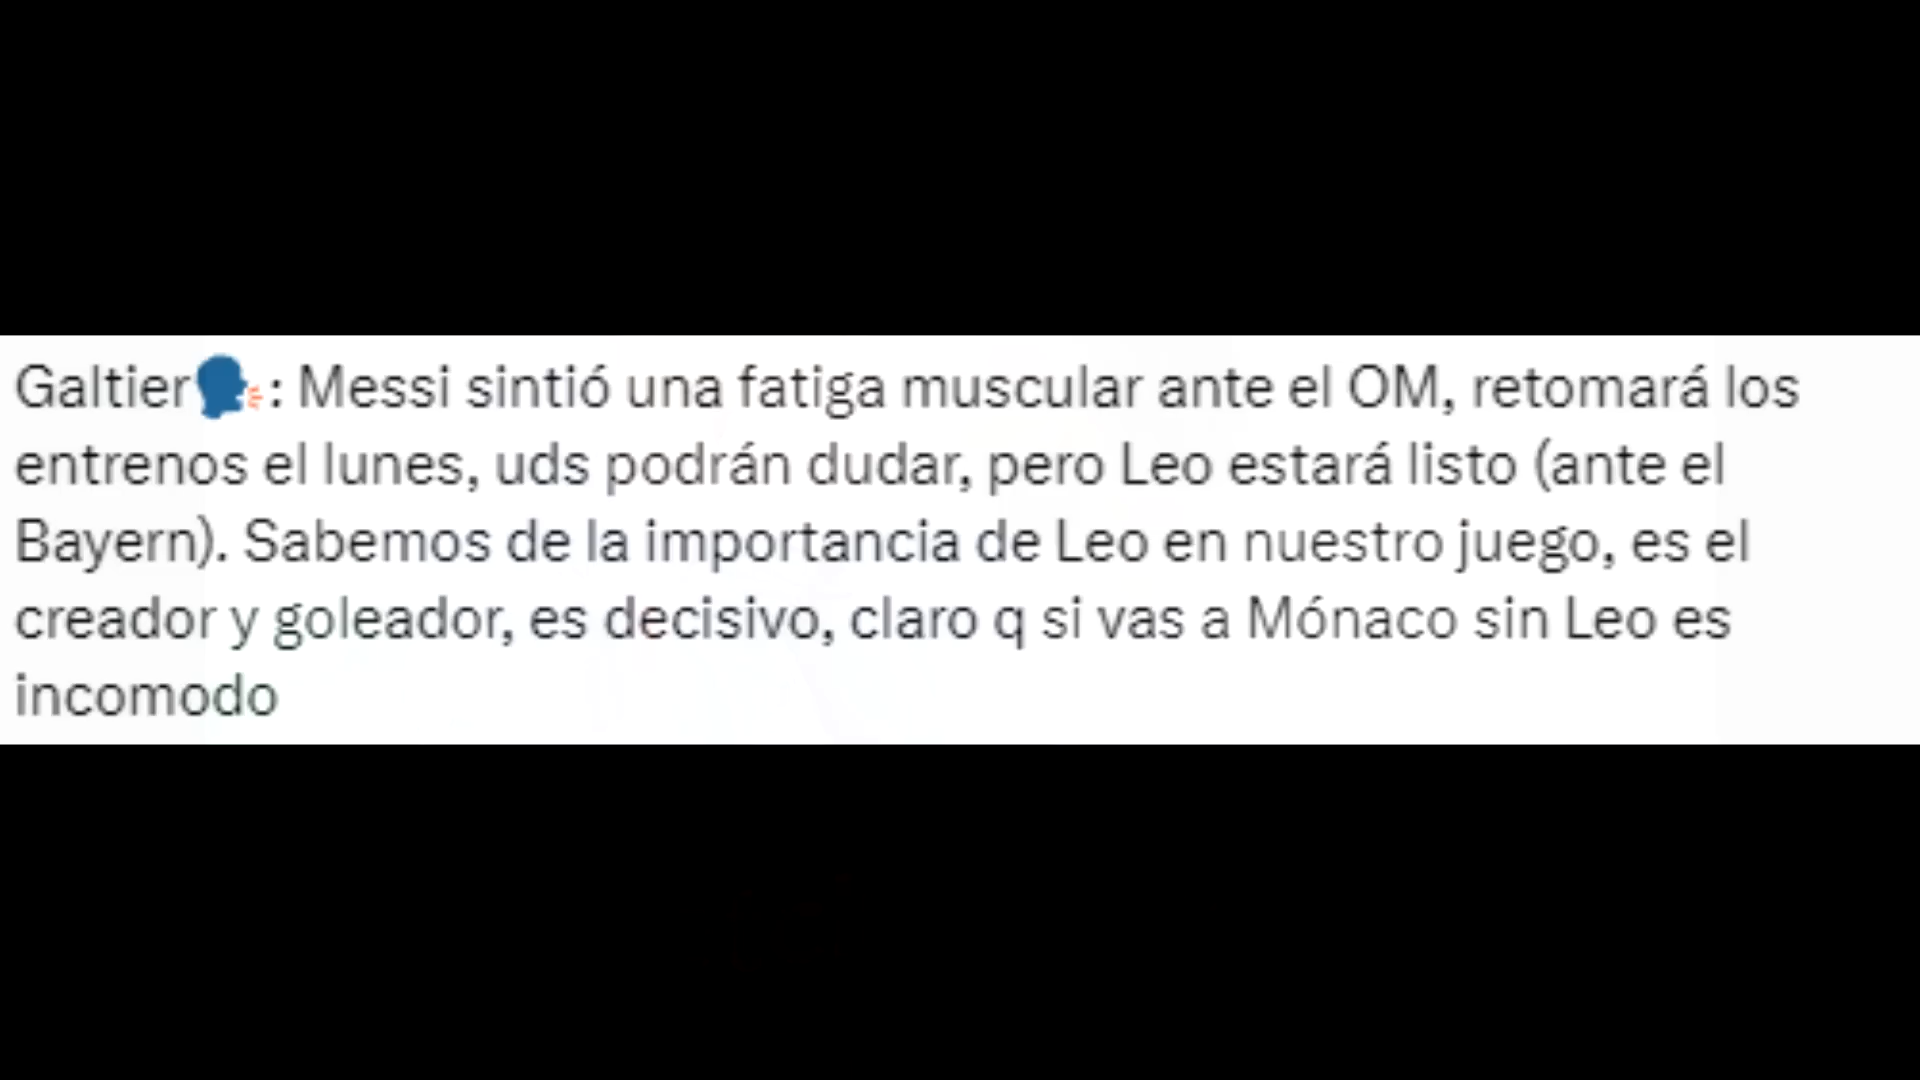 Galtier🗣️: Messi sintió una fatiga muscular ante el OM, retomará los
entrenos el lunes, uds podrán dudar, pero Leo estará listo (ante el
Bayern). Sabemos de la importancia de Leo en nuestro juego, es el
creador y goleador, es decisivo, claro q si vas a Mónaco sin Leo es
incomodo